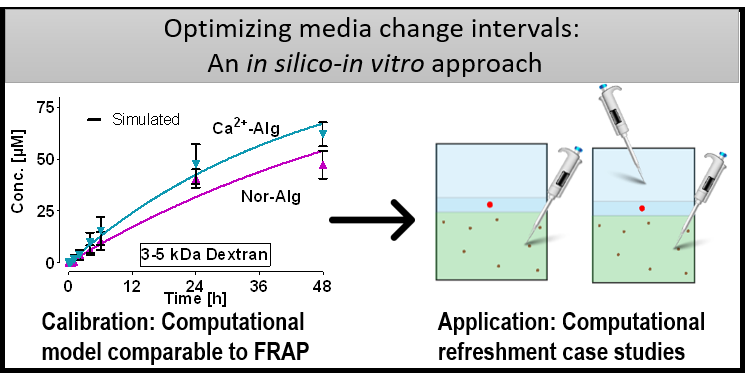 Optimizing media change intervals:
An in silico-in vitro approach
75
50
25
0
Conc. [µM]
Simulated
Ca²⁺-Alg
Nor-Alg
3-5 kDa Dextran
0 12 24 36 48
Time [h]
Calibration: Computational
model comparable to FRAP
Application: Computational
refreshment case studies